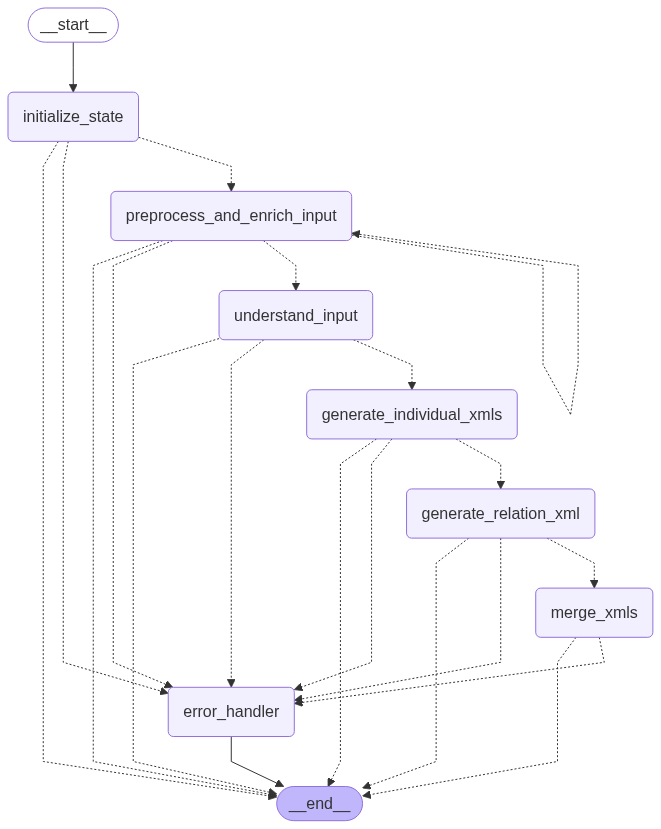 __start__
initialize_state
preprocess_and_enrich_input
understand_input
generate_individual_xmls
generate_relation_xml
merge_xmls
error_handler
__end__